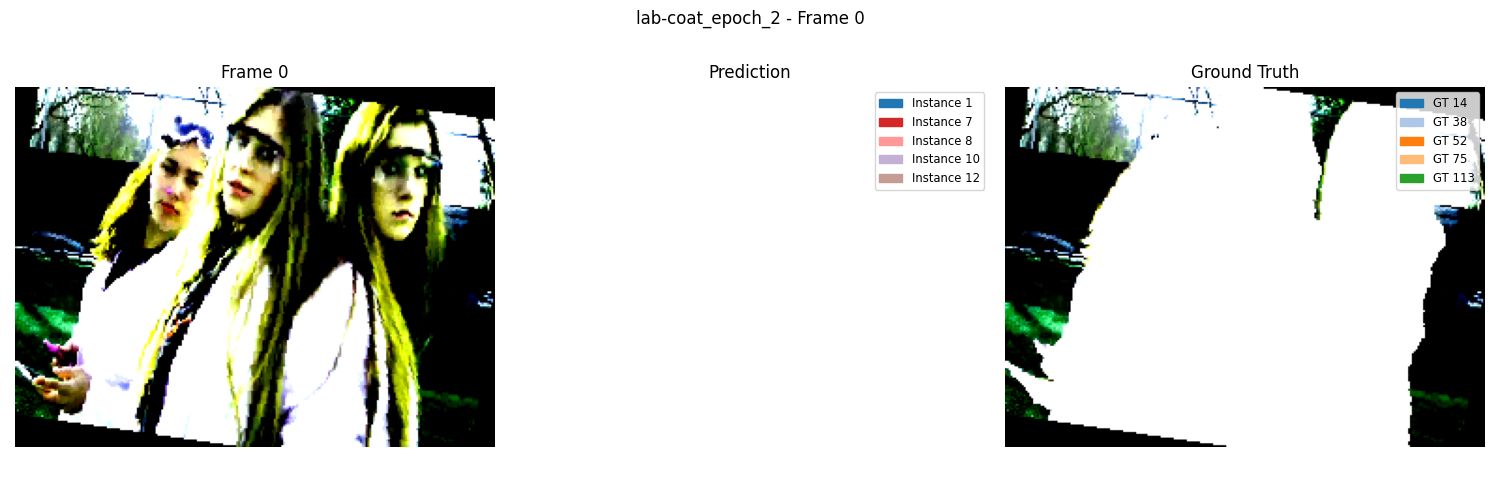 lab-coat_epoch_2 - Frame 0
Frame 0
Prediction
Ground Truth
Instance 1
Instance 7
Instance 8
Instance 10
Instance 12
GT 14
GT 38
GT 52
GT 75
GT 113